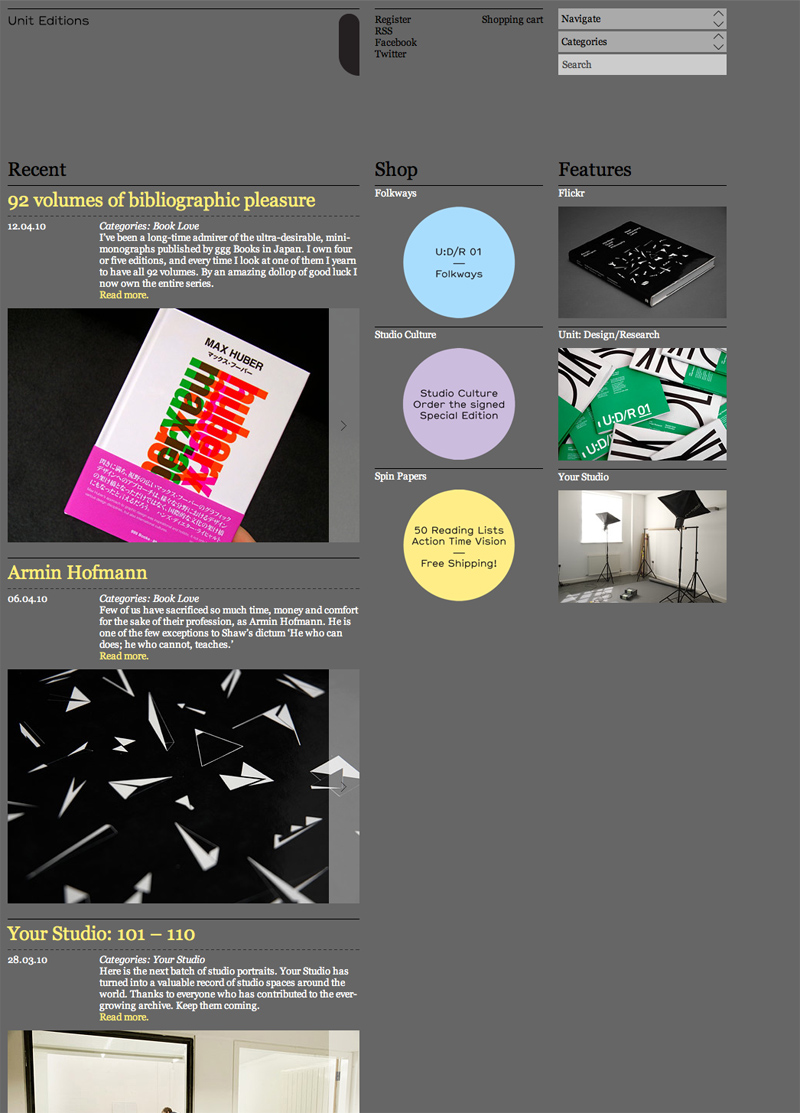 Unit Editions
Register
RSS
Facebook
Twitter
Shopping cart
Navigate
Categories
Search
Recent
92 volumes of bibliographic pleasure
12.04.10
Categories: Book Love
I've been a long-time admirer of the ultra-desirable, mini-
monographs published by ggg Books in Japan. I own four
or five editions, and every time I look at one of them I yearn
to have all 92 volumes. By an amazing dollop of good luck I
now own the entire series.
Read more.
MAX HUBER
マックス・フーバー
Armin Hofmann
06.04.10
Categories: Book Love
Few of us have sacrificed so much time, money and comfort
for the sake of their profession, as Armin Hofmann. He is
one of the few exceptions to Shaw's dictum 'He who can
does; he who cannot, teaches.'
Read more.
Your Studio: 101 – 110
28.03.10
Categories: Your Studio
Here is the next batch of studio portraits. Your Studio has
turned into a valuable record of studio spaces around the
world. Thanks to everyone who has contributed to the ever-
growing archive. Keep them coming.
Read more.
Shop
Folkways
U:D/R 01
—
Folkways
Studio Culture
Studio Culture
Order the signed
Special Edition
Spin Papers
50 Reading Lists
Action Time Vision
—
Free Shipping!
Features
Flickr
Unit: Design/Research
U:D/R 01
U:D/R 01
Your Studio